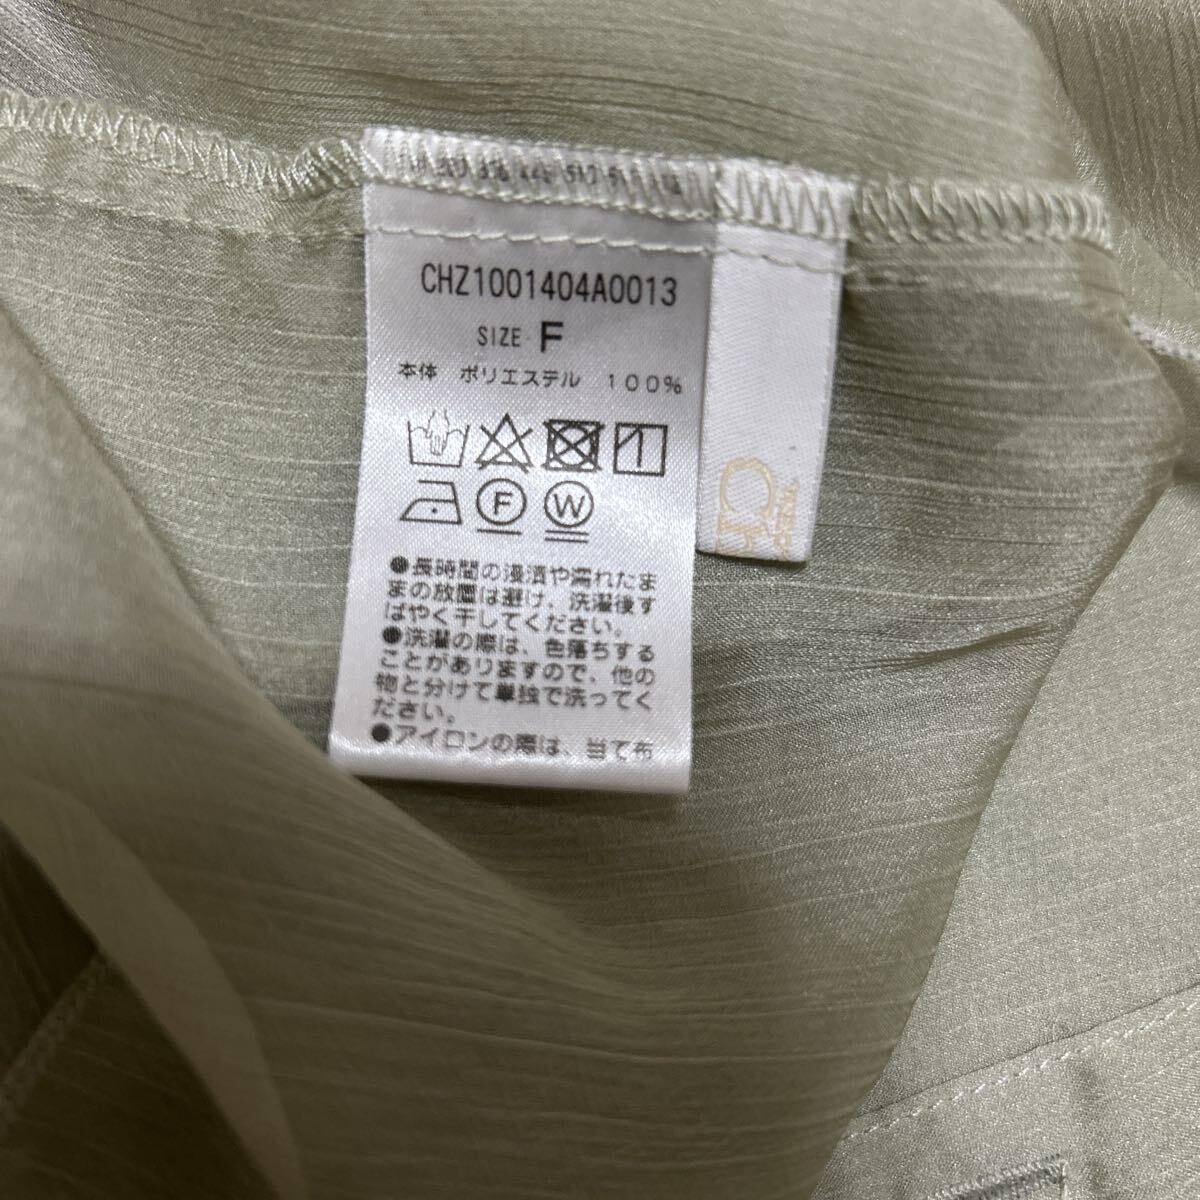 CHZ1001404A0013
SIZE F
本体 ポリエステル 100%
F W
●長時間の浸漬や濡れたま
まの放置は避け、洗濯後す
ばやく干してください。
●洗濯の際は、色落ちする
ことがありますので、他の
物と分けて単独で洗ってく
ださい。
●アイロンの際は、当て布